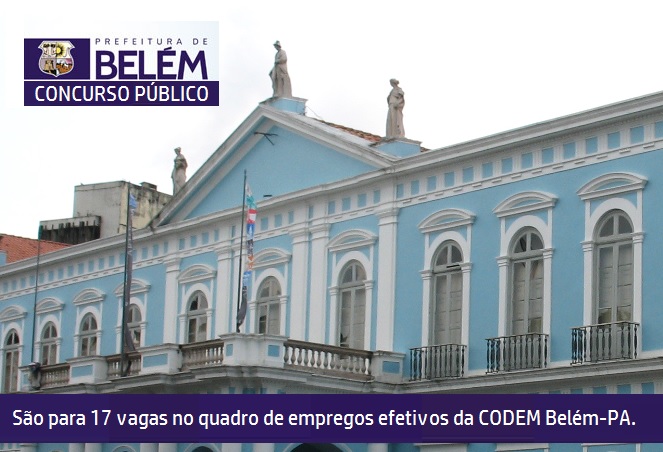 PREFEITURA DE
BELÉM
CONCURSO PÚBLICO
São para 17 vagas no quadro de empregos efetivos da CODEM Belém-PA.